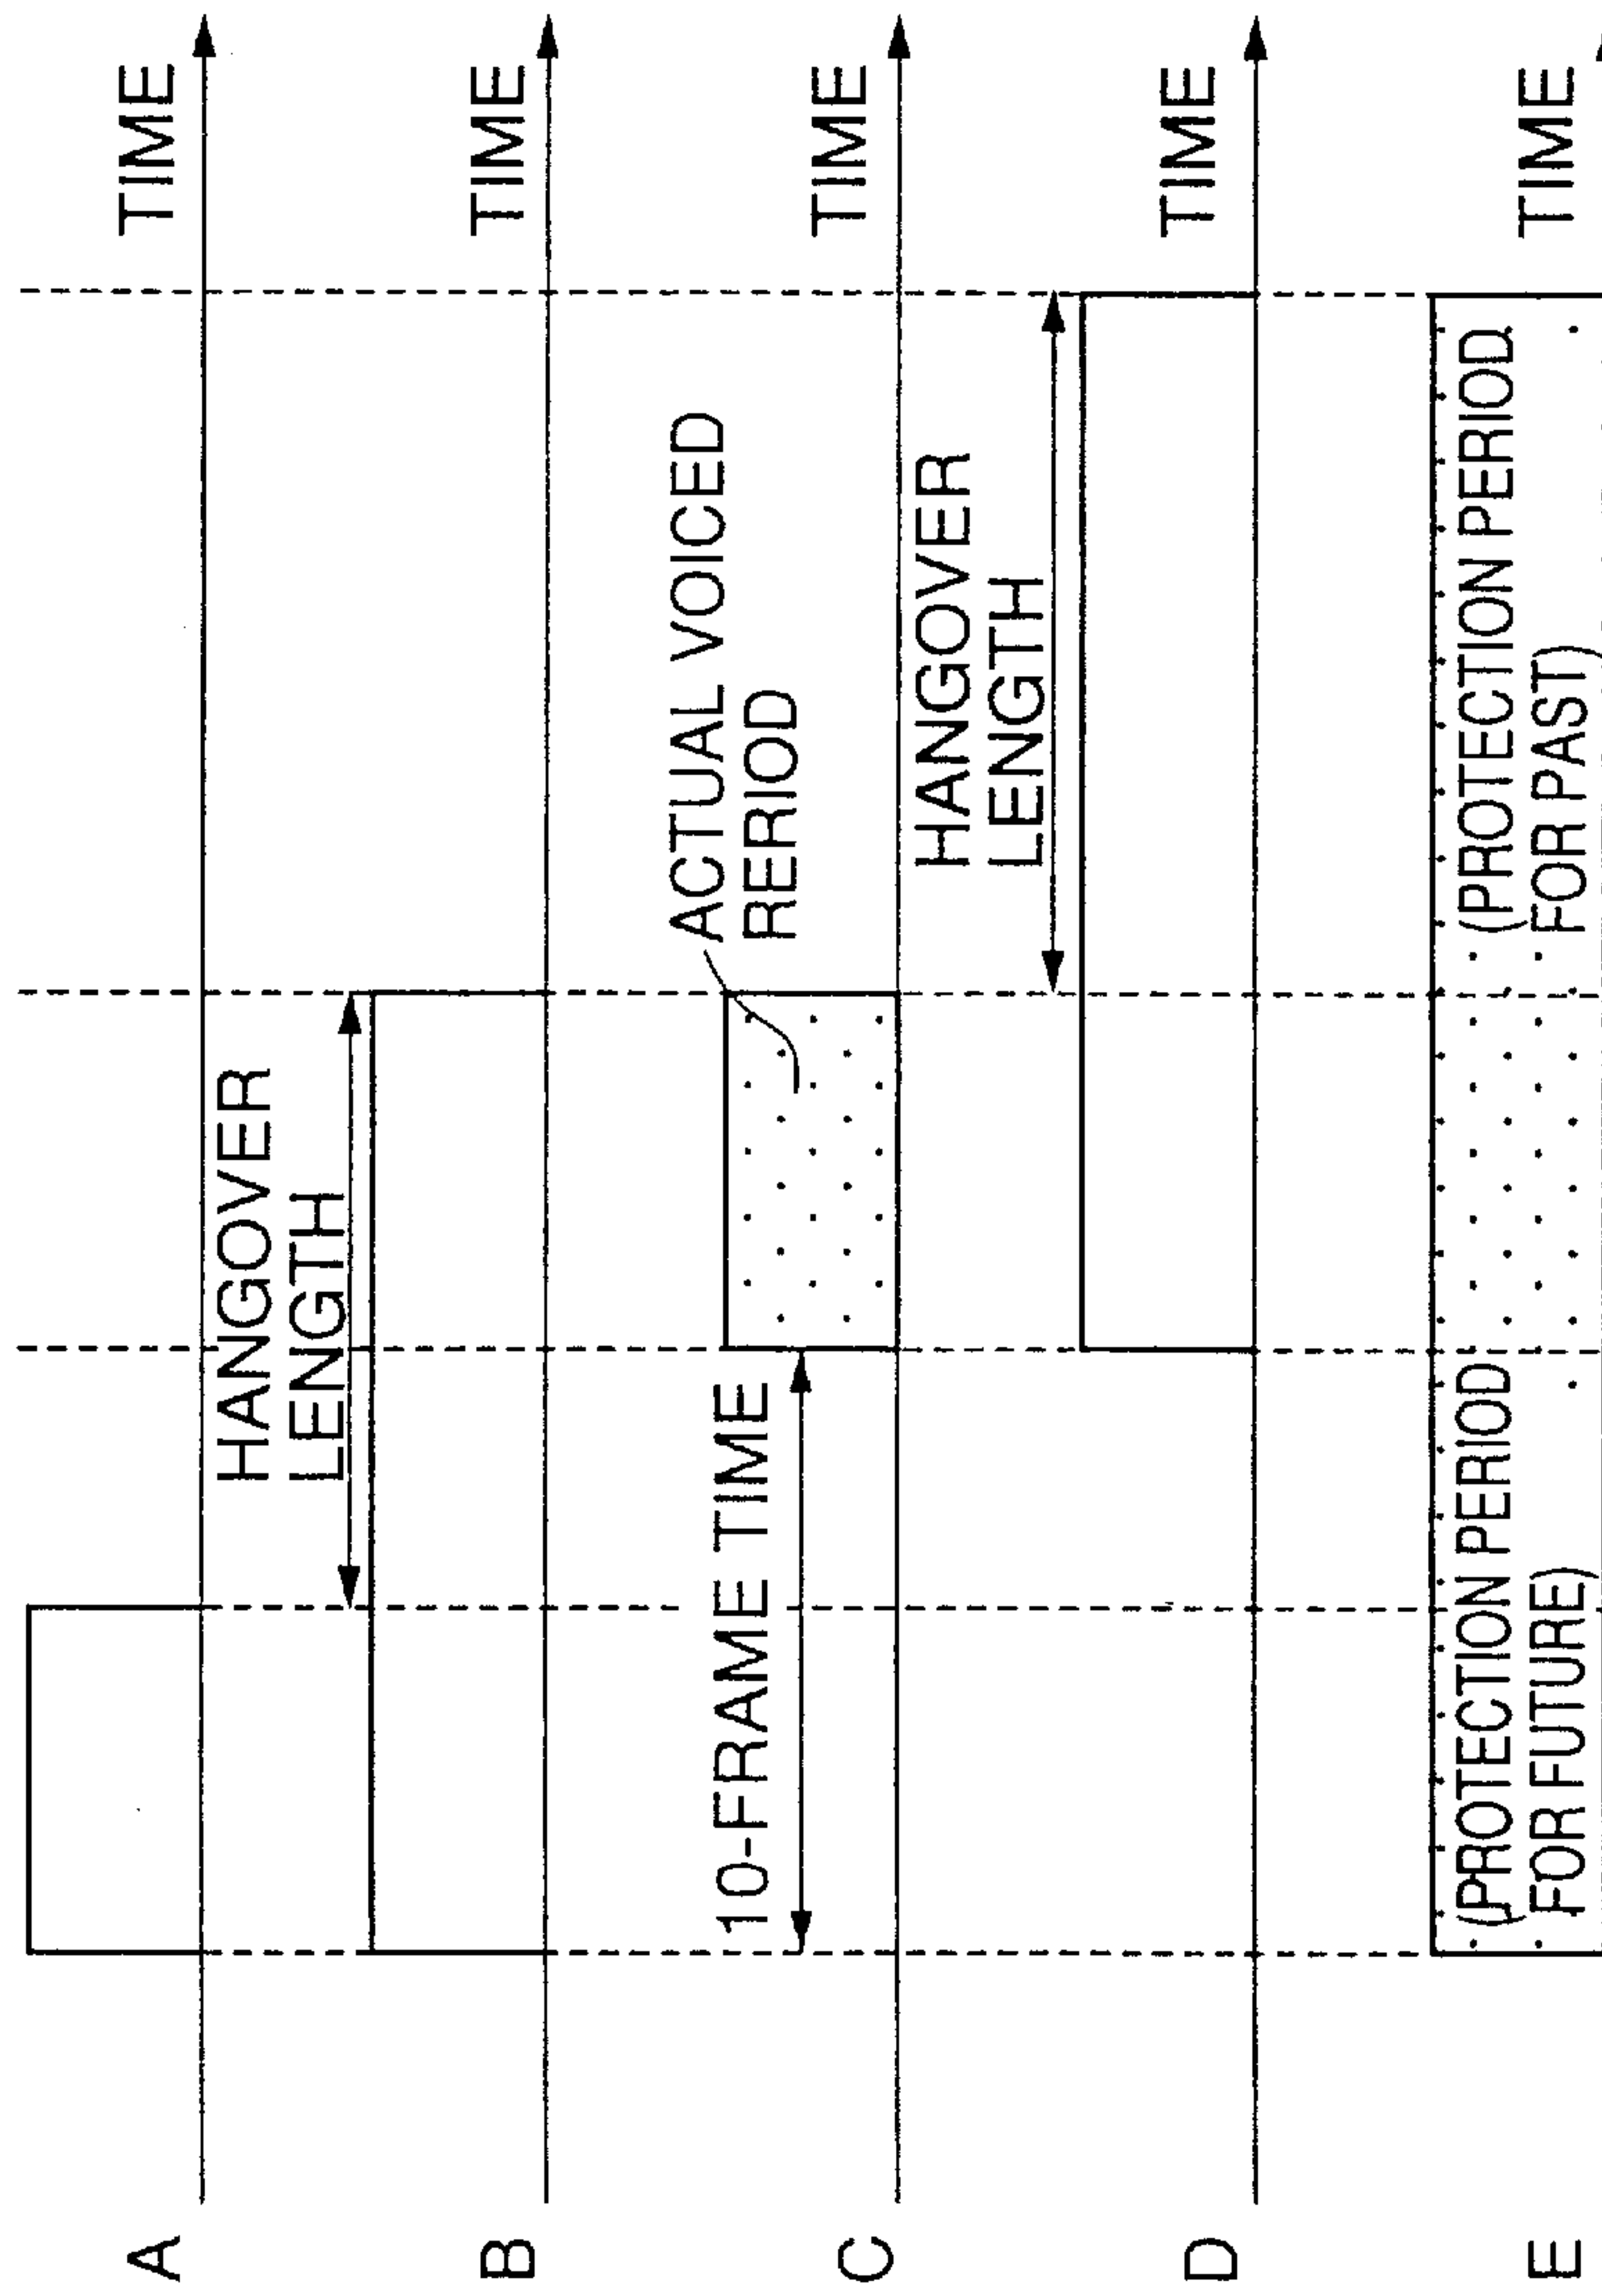 A
TIME
HANGOVER
LENGTH
B
TIME
ACTUAL VOICED
RERIOD
10-FRAME TIME
C
TIME
HANGOVER
LENGTH
D
TIME
(PROTECTION PERIOD
FOR FUTURE)
(PROTECTION PERIOD
FOR PAST)
E
TIME